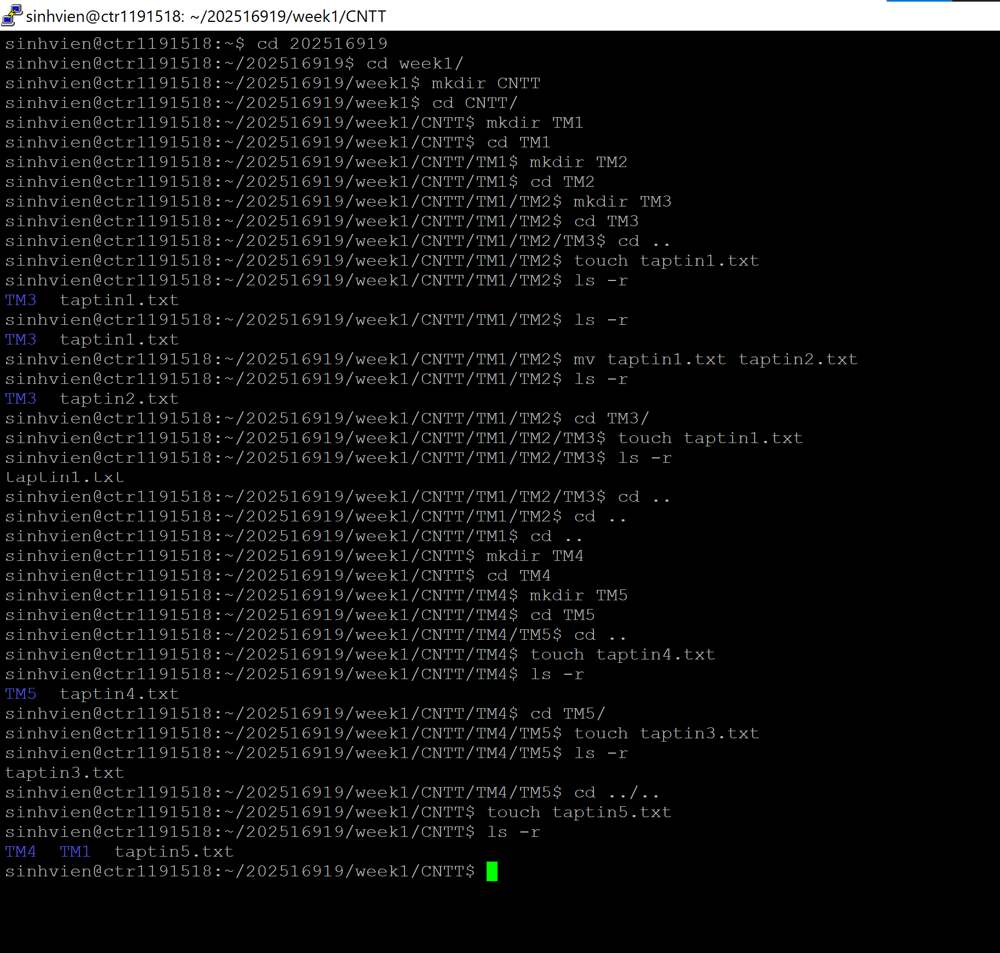 sinhvien@ctr1191518: ~/202516919/week1/CNTT
sinhvien@ctr1191518:~$ cd 202516919
sinhvien@ctr1191518:~/202516919$ cd week1/
sinhvien@ctr1191518:~/202516919/week1$ mkdir CNTT
sinhvien@ctr1191518:~/202516919/week1$ cd CNTT/
sinhvien@ctr1191518:~/202516919/week1/CNTT$ mkdir TM1
sinhvien@ctr1191518:~/202516919/week1/CNTT$ cd TM1
sinhvien@ctr1191518:~/202516919/week1/CNTT/TM1$ mkdir TM2
sinhvien@ctr1191518:~/202516919/week1/CNTT/TM1$ cd TM2
sinhvien@ctr1191518:~/202516919/week1/CNTT/TM1/TM2$ mkdir TM3
sinhvien@ctr1191518:~/202516919/week1/CNTT/TM1/TM2$ cd TM3
sinhvien@ctr1191518:~/202516919/week1/CNTT/TM1/TM2/TM3$ cd ..
sinhvien@ctr1191518:~/202516919/week1/CNTT/TM1/TM2$ touch taptin1.txt
sinhvien@ctr1191518:~/202516919/week1/CNTT/TM1/TM2$ ls -r
TM3  taptin1.txt
sinhvien@ctr1191518:~/202516919/week1/CNTT/TM1/TM2$ ls -r
TM3  taptin1.txt
sinhvien@ctr1191518:~/202516919/week1/CNTT/TM1/TM2$ mv taptin1.txt taptin2.txt
sinhvien@ctr1191518:~/202516919/week1/CNTT/TM1/TM2$ ls -r
TM3  taptin2.txt
sinhvien@ctr1191518:~/202516919/week1/CNTT/TM1/TM2$ cd TM3/
sinhvien@ctr1191518:~/202516919/week1/CNTT/TM1/TM2/TM3$ touch taptin1.txt
sinhvien@ctr1191518:~/202516919/week1/CNTT/TM1/TM2/TM3$ ls -r
taptin1.txt
sinhvien@ctr1191518:~/202516919/week1/CNTT/TM1/TM2/TM3$ cd ..
sinhvien@ctr1191518:~/202516919/week1/CNTT/TM1/TM2$ cd ..
sinhvien@ctr1191518:~/202516919/week1/CNTT/TM1$ cd ..
sinhvien@ctr1191518:~/202516919/week1/CNTT$ mkdir TM4
sinhvien@ctr1191518:~/202516919/week1/CNTT$ cd TM4
sinhvien@ctr1191518:~/202516919/week1/CNTT/TM4$ mkdir TM5
sinhvien@ctr1191518:~/202516919/week1/CNTT/TM4$ cd TM5
sinhvien@ctr1191518:~/202516919/week1/CNTT/TM4/TM5$ cd ..
sinhvien@ctr1191518:~/202516919/week1/CNTT/TM4$ touch taptin4.txt
sinhvien@ctr1191518:~/202516919/week1/CNTT/TM4$ ls -r
TM5  taptin4.txt
sinhvien@ctr1191518:~/202516919/week1/CNTT/TM4$ cd TM5/
sinhvien@ctr1191518:~/202516919/week1/CNTT/TM4/TM5$ touch taptin3.txt
sinhvien@ctr1191518:~/202516919/week1/CNTT/TM4/TM5$ ls -r
taptin3.txt
sinhvien@ctr1191518:~/202516919/week1/CNTT/TM4/TM5$ cd ../..
sinhvien@ctr1191518:~/202516919/week1/CNTT$ touch taptin5.txt
sinhvien@ctr1191518:~/202516919/week1/CNTT$ ls -r
TM4  TM1  taptin5.txt
sinhvien@ctr1191518:~/202516919/week1/CNTT$